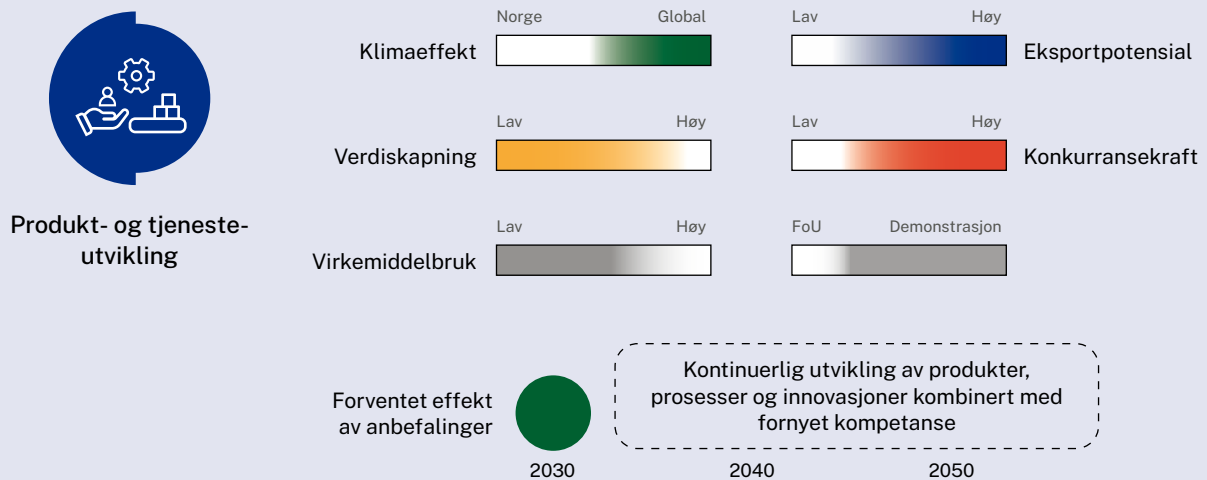 Produkt- og tjeneste-
utvikling
Norge Global
Klimaeffekt
Lav Høy
Eksportpotensial
Lav Høy
Verdiskapning
Lav Høy
Konkurransekraft
Lav Høy
Virkemiddelbruk
FoU Demonstrasjon
Forventet effekt
av anbefalinger
Kontinuerlig utvikling av produkter,
prosesser og innovasjoner kombinert med
fornyet kompetanse
2030 2040 2050